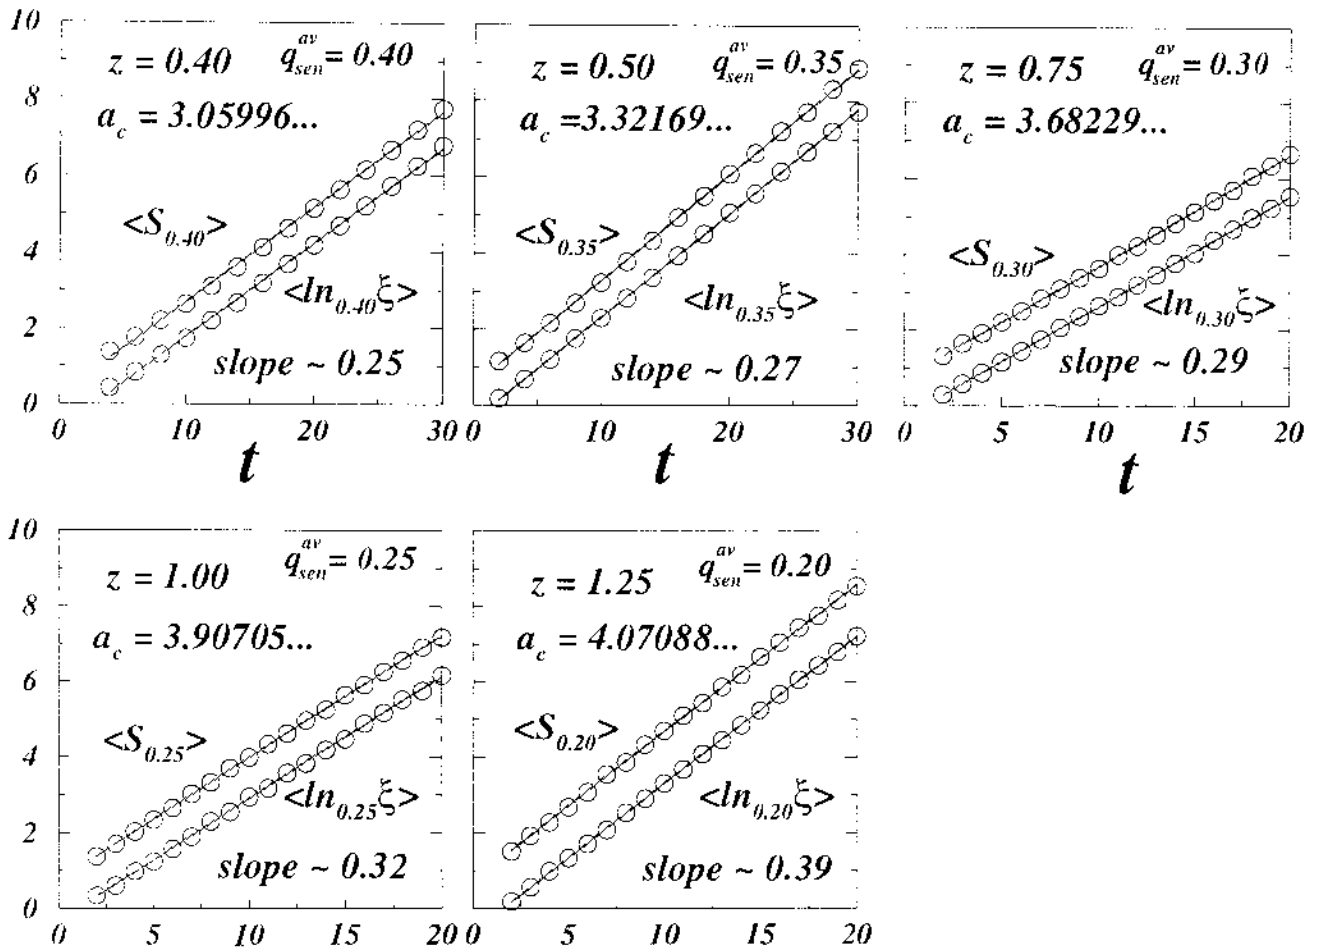 10
8
6
4
2
0
z = 0.40
q_sen^av = 0.40
a_c = 3.05996...
<S_0.40>
<ln_0.40 ξ>
slope ~ 0.25
0 10 20 30
t
z = 0.50
q_sen^av = 0.35
a_c =3.32169...
<S_0.35>
<ln_0.35 ξ>
slope ~ 0.27
0 10 20 30
t
z = 0.75
q_sen^av = 0.30
a_c = 3.68229...
<S_0.30>
<ln_0.30 ξ>
slope ~ 0.29
0 5 10 15 20
t
10
8
6
4
2
0
z = 1.00
q_sen^av = 0.25
a_c = 3.90705...
<S_0.25>
<ln_0.25 ξ>
slope ~ 0.32
0 5 10 15 20
z = 1.25
q_sen^av = 0.20
a_c = 4.07088...
<S_0.20>
<ln_0.20 ξ>
slope ~ 0.39
0 5 10 15 20